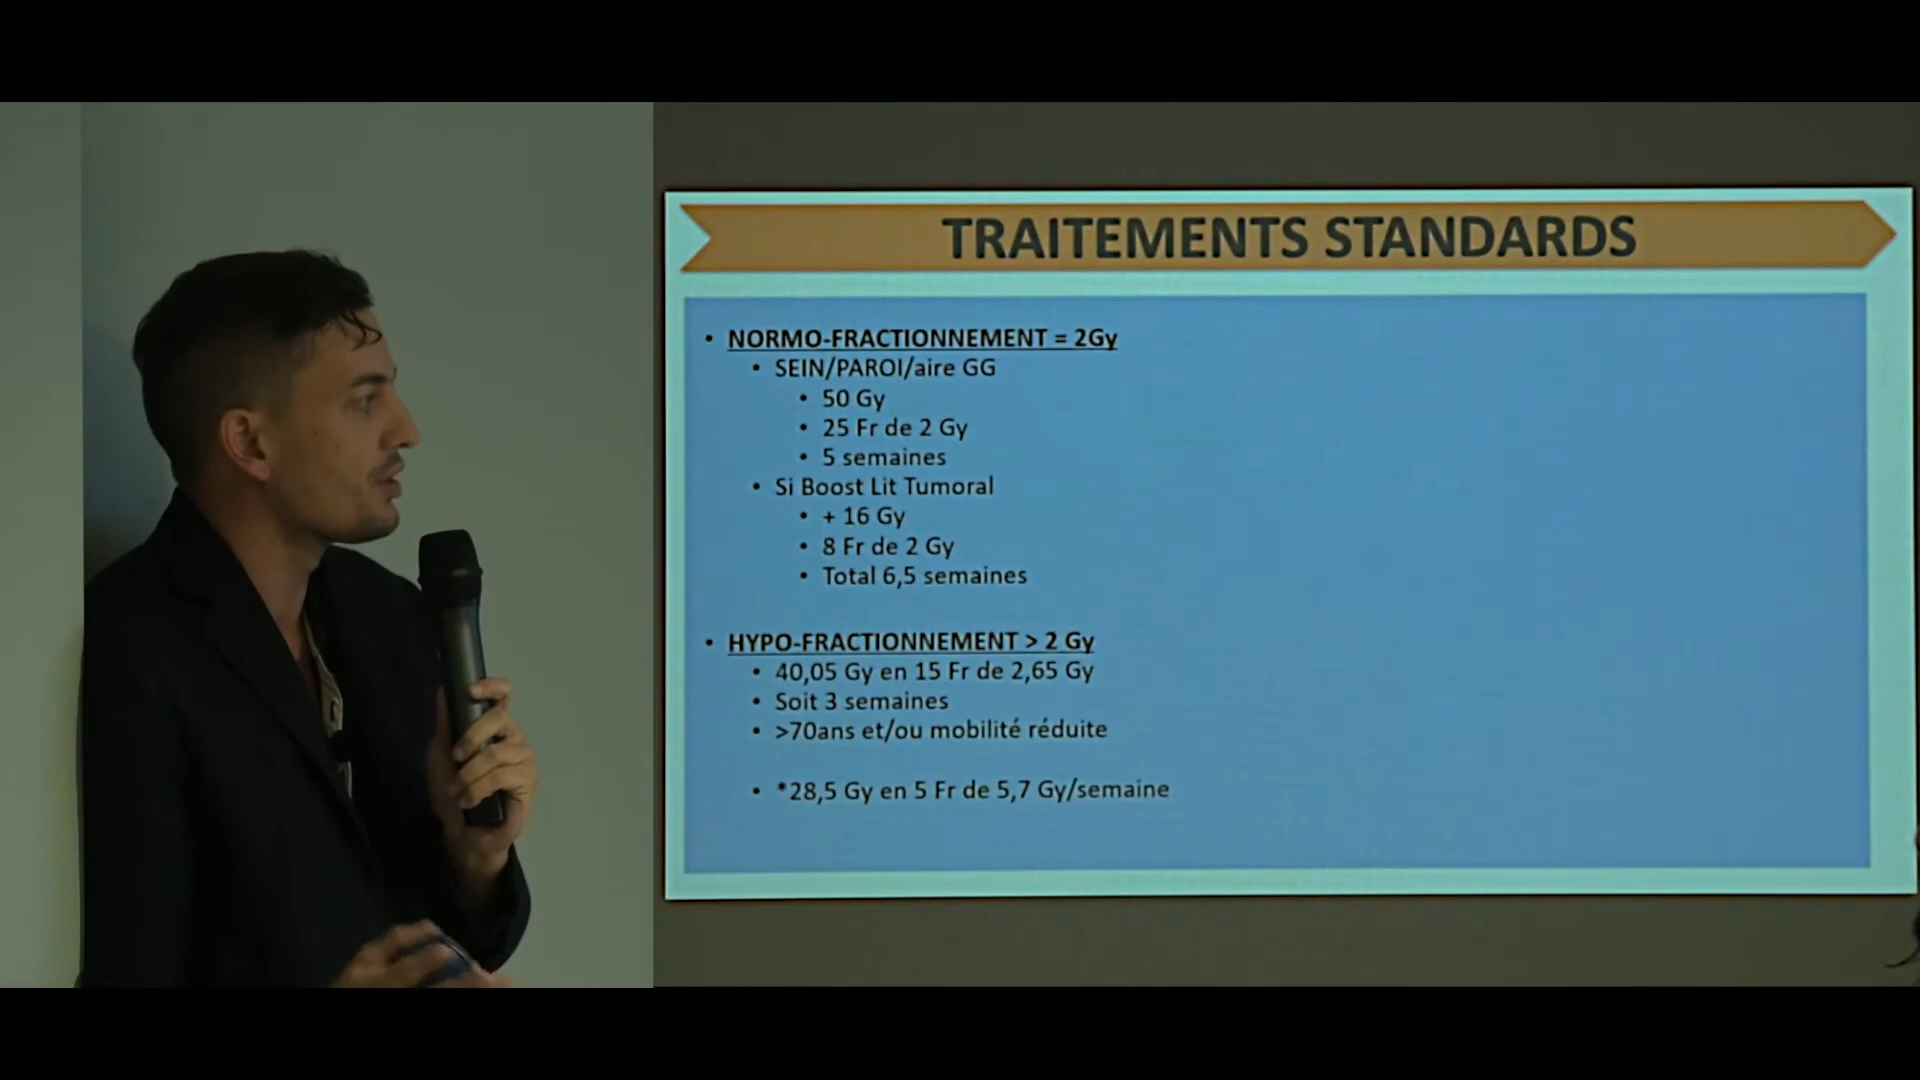 TRAITEMENTS STANDARDS
• NORMO-FRACTIONNEMENT = 2Gy
• SEIN/PAROI/aire GG
• 50 Gy
• 25 Fr de 2 Gy
• 5 semaines
• Si Boost Lit Tumoral
• + 16 Gy
• 8 Fr de 2 Gy
• Total 6,5 semaines
• HYPO-FRACTIONNEMENT > 2 Gy
• 40,05 Gy en 15 Fr de 2,65 Gy
• Soit 3 semaines
• >70ans et/ou mobilité réduite
• *28,5 Gy en 5 Fr de 5,7 Gy/semaine